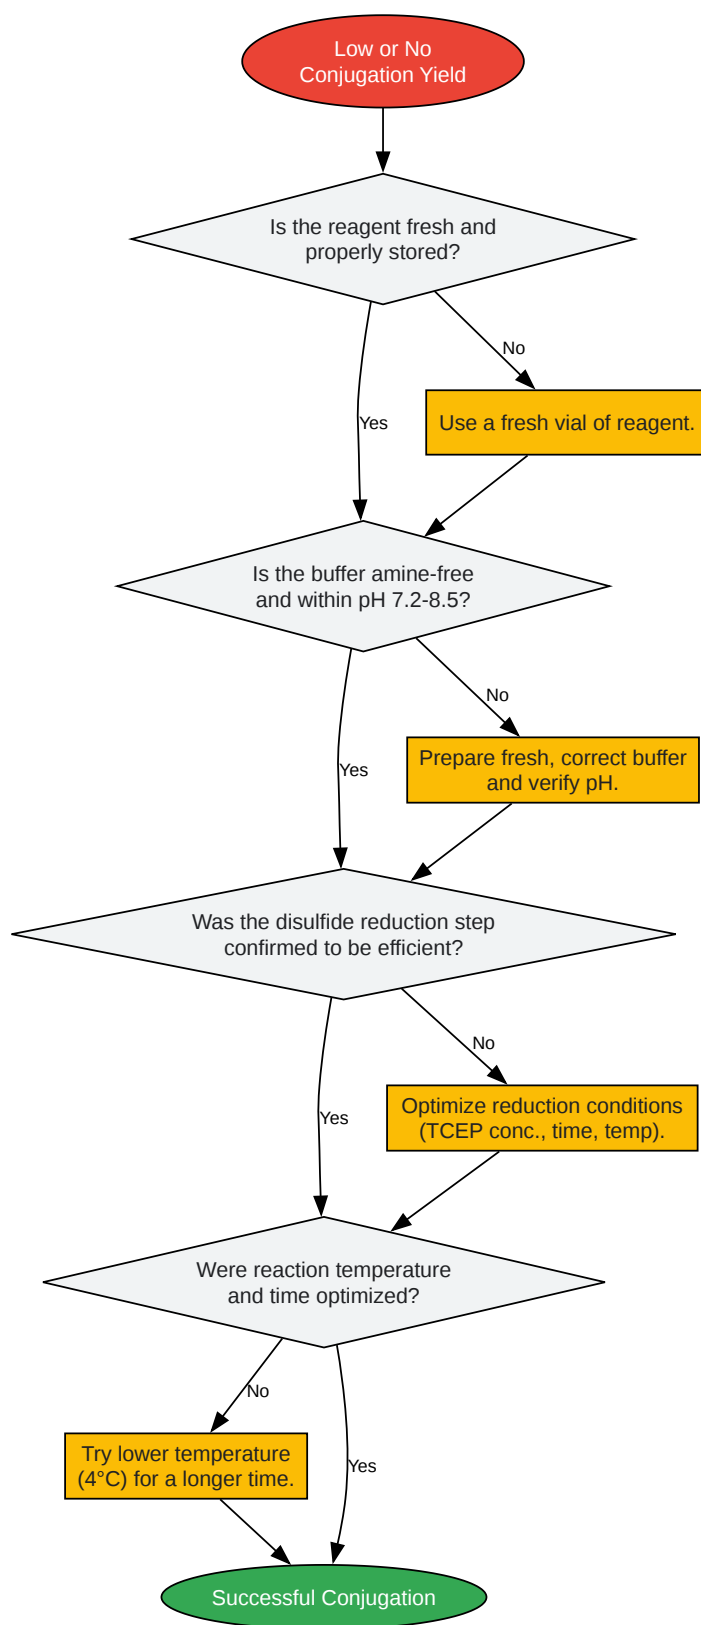 Low or No
Conjugation Yield
Is the reagent fresh and
properly stored?
No
Yes
Use a fresh vial of reagent.
Is the buffer amine-free
and within pH 7.2-8.5?
No
Yes
Prepare fresh, correct buffer
and verify pH.
Was the disulfide reduction step
confirmed to be efficient?
No
Yes
Optimize reduction conditions
(TCEP conc., time, temp).
Were reaction temperature
and time optimized?
No
Yes
Try lower temperature
(4°C) for a longer time.
Successful Conjugation